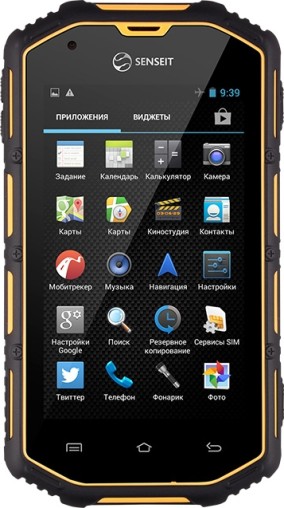 SENSEIT
9:39
ПРИЛОЖЕНИЯ ВИДЖЕТЫ
Задание Календарь Калькулятор Камера
Карты Карты Киностудия Контакты
Мобитрекер Музыка Навигация Настройки
Настройки Google Поиск Резервное копирование Сервисы SIM
Твиттер Телефон Фонарик Фото